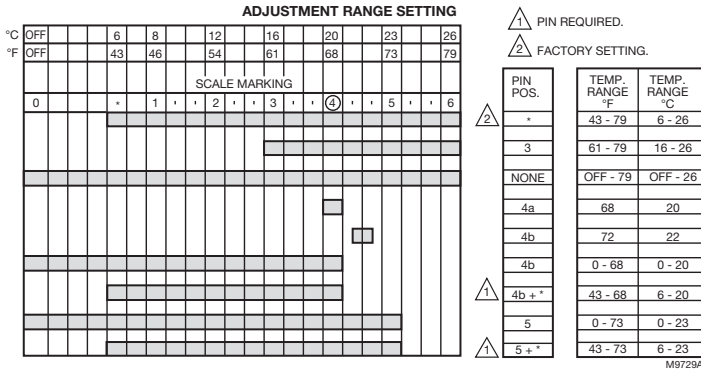 ADJUSTMENT RANGE SETTING
°C OFF 6 8 12 16 20 23 26
°F OFF 43 46 54 61 68 73 79
SCALE MARKING
0 * 1 ' ' 2 ' ' 3 ' ' 4 ' ' 5 ' ' 6
1 PIN REQUIRED.
2 FACTORY SETTING.
PIN POS. TEMP. RANGE °F TEMP. RANGE °C
2 * 43 - 79 6 - 26
3 61 - 79 16 - 26
NONE OFF - 79 OFF - 26
4a 68 20
4b 72 22
4b 0 - 68 0 - 20
1 4b + * 43 - 68 6 - 20
5 0 - 73 0 - 23
1 5 + * 43 - 73 6 - 23
M9729A